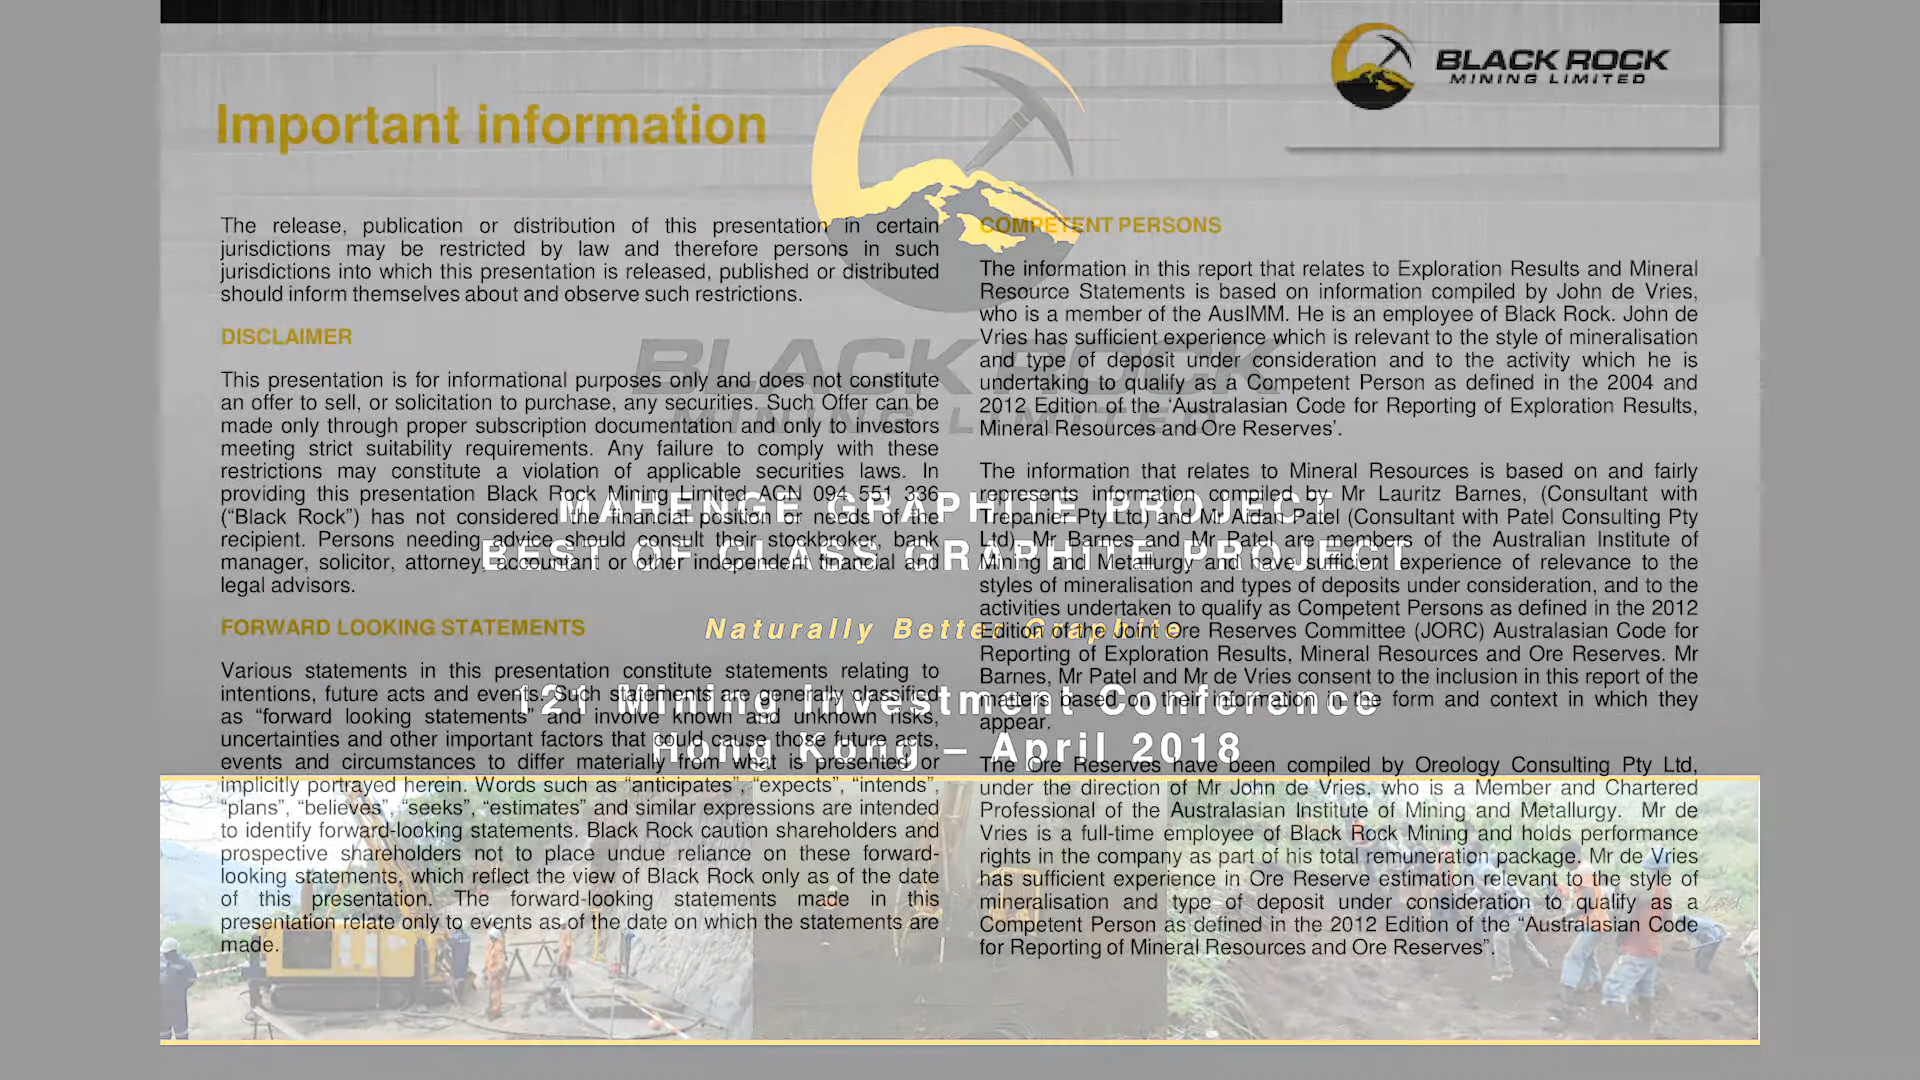 BLACK ROCK
MINING LIMITED
Important information
The release, publication or distribution of this presentation in certain
jurisdictions may be restricted by law and therefore persons in such
jurisdictions into which this presentation is released, published or distributed
should inform themselves about and observe such restrictions.
DISCLAIMER
This presentation is for informational purposes only and does not constitute
an offer to sell, or solicitation to purchase, any securities. Such Offer can be
made only through proper subscription documentation and only to investors
meeting strict suitability requirements. Any failure to comply with these
restrictions may constitute a violation of applicable securities laws. In
providing this presentation Black Rock Mining Limited ACN 094 551 336
(“Black Rock”) has not considered the financial position or needs of the
recipient. Persons needing advice should consult their stockbroker, bank
manager, solicitor, attorney, accountant or other independent financial and
legal advisors.
FORWARD LOOKING STATEMENTS
Various statements in this presentation constitute statements relating to
intentions, future acts and events. Such statements are generally classified
as “forward looking statements” and involve known and unknown risks,
uncertainties and other important factors that could cause those future acts,
events and circumstances to differ materially from what is presented or
implicitly portrayed herein. Words such as “anticipates”, “expects”, “intends”,
“plans”, “believes”, “seeks”, “estimates” and similar expressions are intended
to identify forward-looking statements. Black Rock caution shareholders and
prospective shareholders not to place undue reliance on these forward-
looking statements, which reflect the view of Black Rock only as of the date
of this presentation. The forward-looking statements made in this
presentation relate only to events as of the date on which the statements are
made.
COMPETENT PERSONS
The information in this report that relates to Exploration Results and Mineral
Resource Statements is based on information compiled by John de Vries,
who is a member of the AusIMM. He is an employee of Black Rock. John de
Vries has sufficient experience which is relevant to the style of mineralisation
and type of deposit under consideration and to the activity which he is
undertaking to qualify as a Competent Person as defined in the 2004 and
2012 Edition of the ‘Australasian Code for Reporting of Exploration Results,
Mineral Resources and Ore Reserves’.
The information that relates to Mineral Resources is based on and fairly
represents information compiled by Mr Lauritz Barnes, (Consultant with
Trepanier Pty Ltd) and Mr Aidan Patel (Consultant with Patel Consulting Pty
Ltd). Mr Barnes and Mr Patel are members of the Australian Institute of
Mining and Metallurgy and have sufficient experience of relevance to the
styles of mineralisation and types of deposits under consideration, and to the
activities undertaken to qualify as Competent Persons as defined in the 2012
Edition of the Joint Ore Reserves Committee (JORC) Australasian Code for
Reporting of Exploration Results, Mineral Resources and Ore Reserves. Mr
Barnes, Mr Patel and Mr de Vries consent to the inclusion in this report of the
matters based on their information in the form and context in which they
appear.
The Ore Reserves have been compiled by Oreology Consulting Pty Ltd,
under the direction of Mr John de Vries, who is a Member and Chartered
Professional of the Australasian Institute of Mining and Metallurgy. Mr de
Vries is a full-time employee of Black Rock Mining and holds performance
rights in the company as part of his total remuneration package. Mr de Vries
has sufficient experience in Ore Reserve estimation relevant to the style of
mineralisation and type of deposit under consideration to qualify as a
Competent Person as defined in the 2012 Edition of the “Australasian Code
for Reporting of Mineral Resources and Ore Reserves”.
BLACK ROCK
MINING LIMITED
MAHENGE GRAPHITE PROJECT
BEST OF CLASS GRAPHITE PROJECT
Naturally Better Graphite
121 Mining Investment Conference
Hong Kong – April 2018